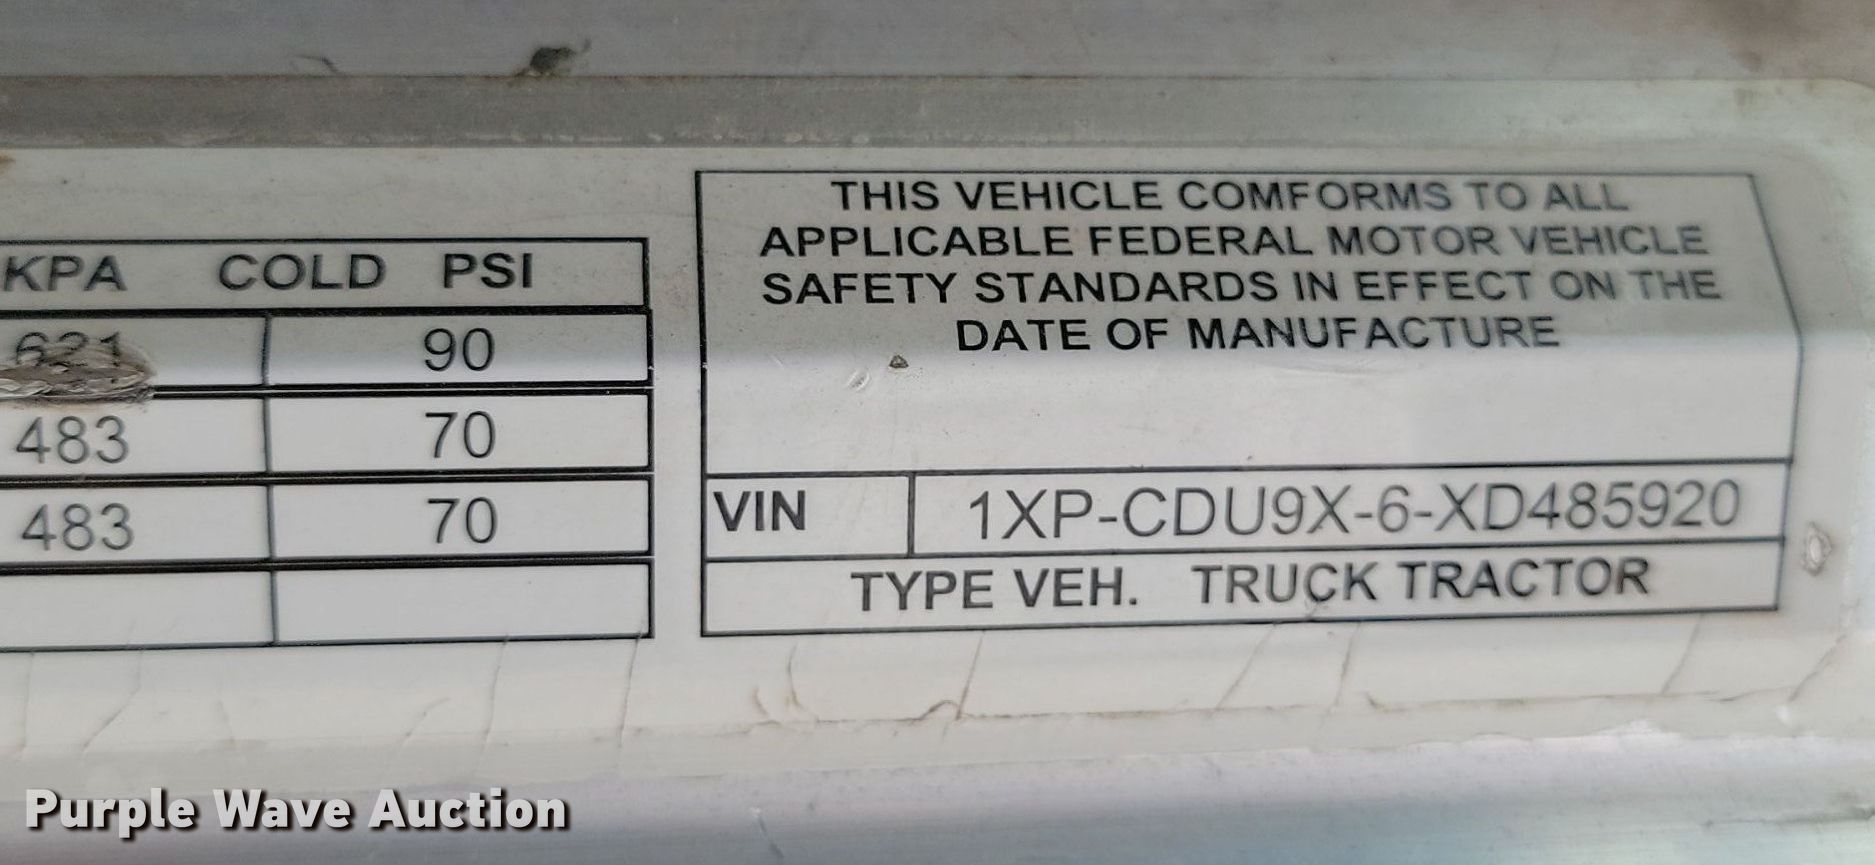 KPA COLD PSI
621 90
483 70
483 70
THIS VEHICLE COMFORMS TO ALL
APPLICABLE FEDERAL MOTOR VEHICLE
SAFETY STANDARDS IN EFFECT ON THE
DATE OF MANUFACTURE
VIN 1XP-CDU9X-6-XD485920
TYPE VEH. TRUCK TRACTOR
Purple Wave Auction